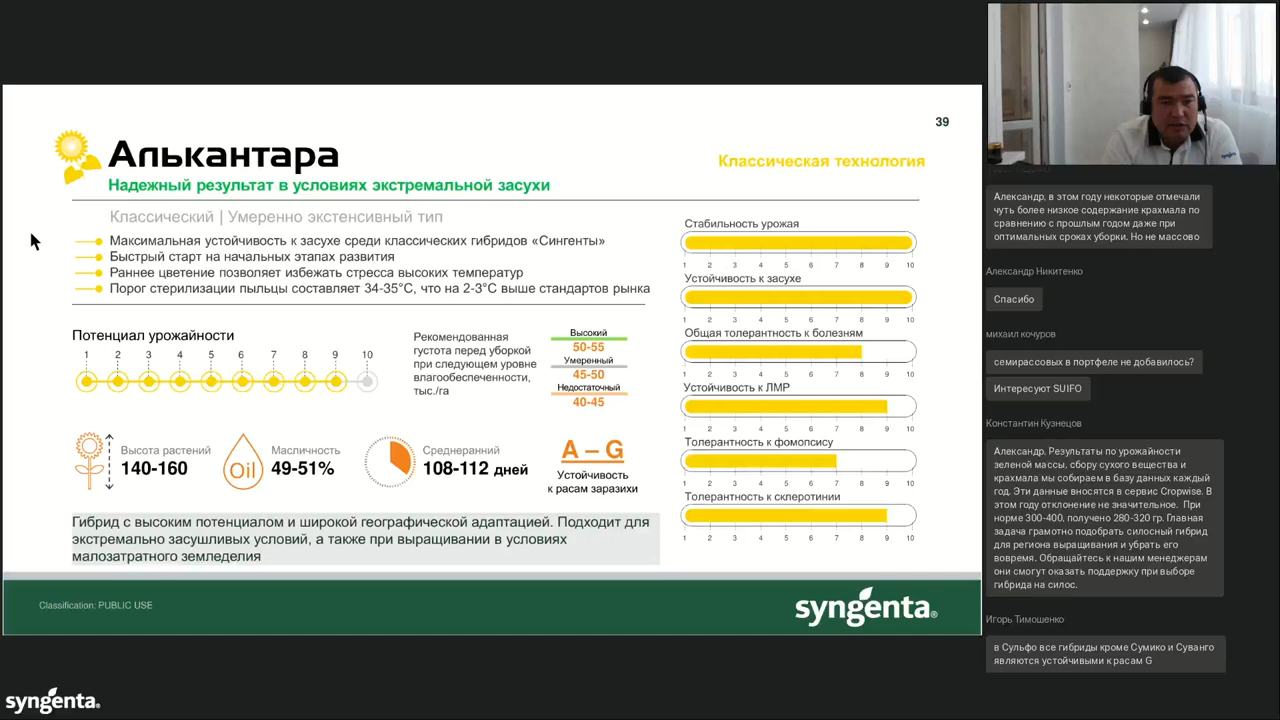 39
Алькантара
Классическая технология
Надежный результат в условиях экстремальной засухи
Классический | Умеренно экстенсивный тип
Максимальная устойчивость к засухе среди классических гибридов «Сингенты»
Быстрый старт на начальных этапах развития
Раннее цветение позволяет избежать стресса высоких температур
Порог стерилизации пыльцы составляет 34-35°С, что на 2-3°С выше стандартов рынка
Потенциал урожайности
1 2 3 4 5 6 7 8 9 10
Рекомендованная
густота перед уборкой
при следующем уровне
влагообеспеченности,
тыс./га
Высокий
50-55
Умеренный
45-50
Недостаточный
40-45
Высота растений
140-160
Oil
Масличность
49-51%
Среднеранний
108-112 дней
A – G
Устойчивость
к расам заразихи
Гибрид с высоким потенциалом и широкой географической адаптацией. Подходит для
экстремально засушливых условий, а также при выращивании в условиях
малозатратного земледелия
Стабильность урожая
1 2 3 4 5 6 7 8 9 10
Устойчивость к засухе
1 2 3 4 5 6 7 8 9 10
Общая толерантность к болезням
1 2 3 4 5 6 7 8 9 10
Устойчивость к ЛМР
1 2 3 4 5 6 7 8 9 10
Толерантность к фомопсису
1 2 3 4 5 6 7 8 9 10
Толерантность к склеротинии
1 2 3 4 5 6 7 8 9 10
Classification: PUBLIC USE
syngenta®
syngenta®
syngenta
Александр, в этом году некоторые отмечали
чуть более низкое содержание крахмала по
сравнению с прошлым годом даже при
оптимальных сроках уборки. Но не массово
Александр Никитенко
Спасибо
михаил кочуров
семирассовых в портфеле не добавилось?
Интересуют SUlFO
Константин Кузнецов
Александр. Результаты по урожайности
зеленой массы, сбору сухого вещества и
крахмала мы собираем в базу данных каждый
год. Эти данные вносятся в сервис Cropwise. В
этом году отклонение не значительное. При
норме 300-400, получено 280-320 гр. Главная
задача грамотно подобрать силосный гибрид
для региона выращивания и убрать его
вовремя. Обращайтесь к нашим менеджерам
они смогут оказать поддержку при выборе
гибрида на силос.
Игорь Тимошенко
в Сульфо все гибриды кроме Сумико и Суванго
являются устойчивыми к расам G